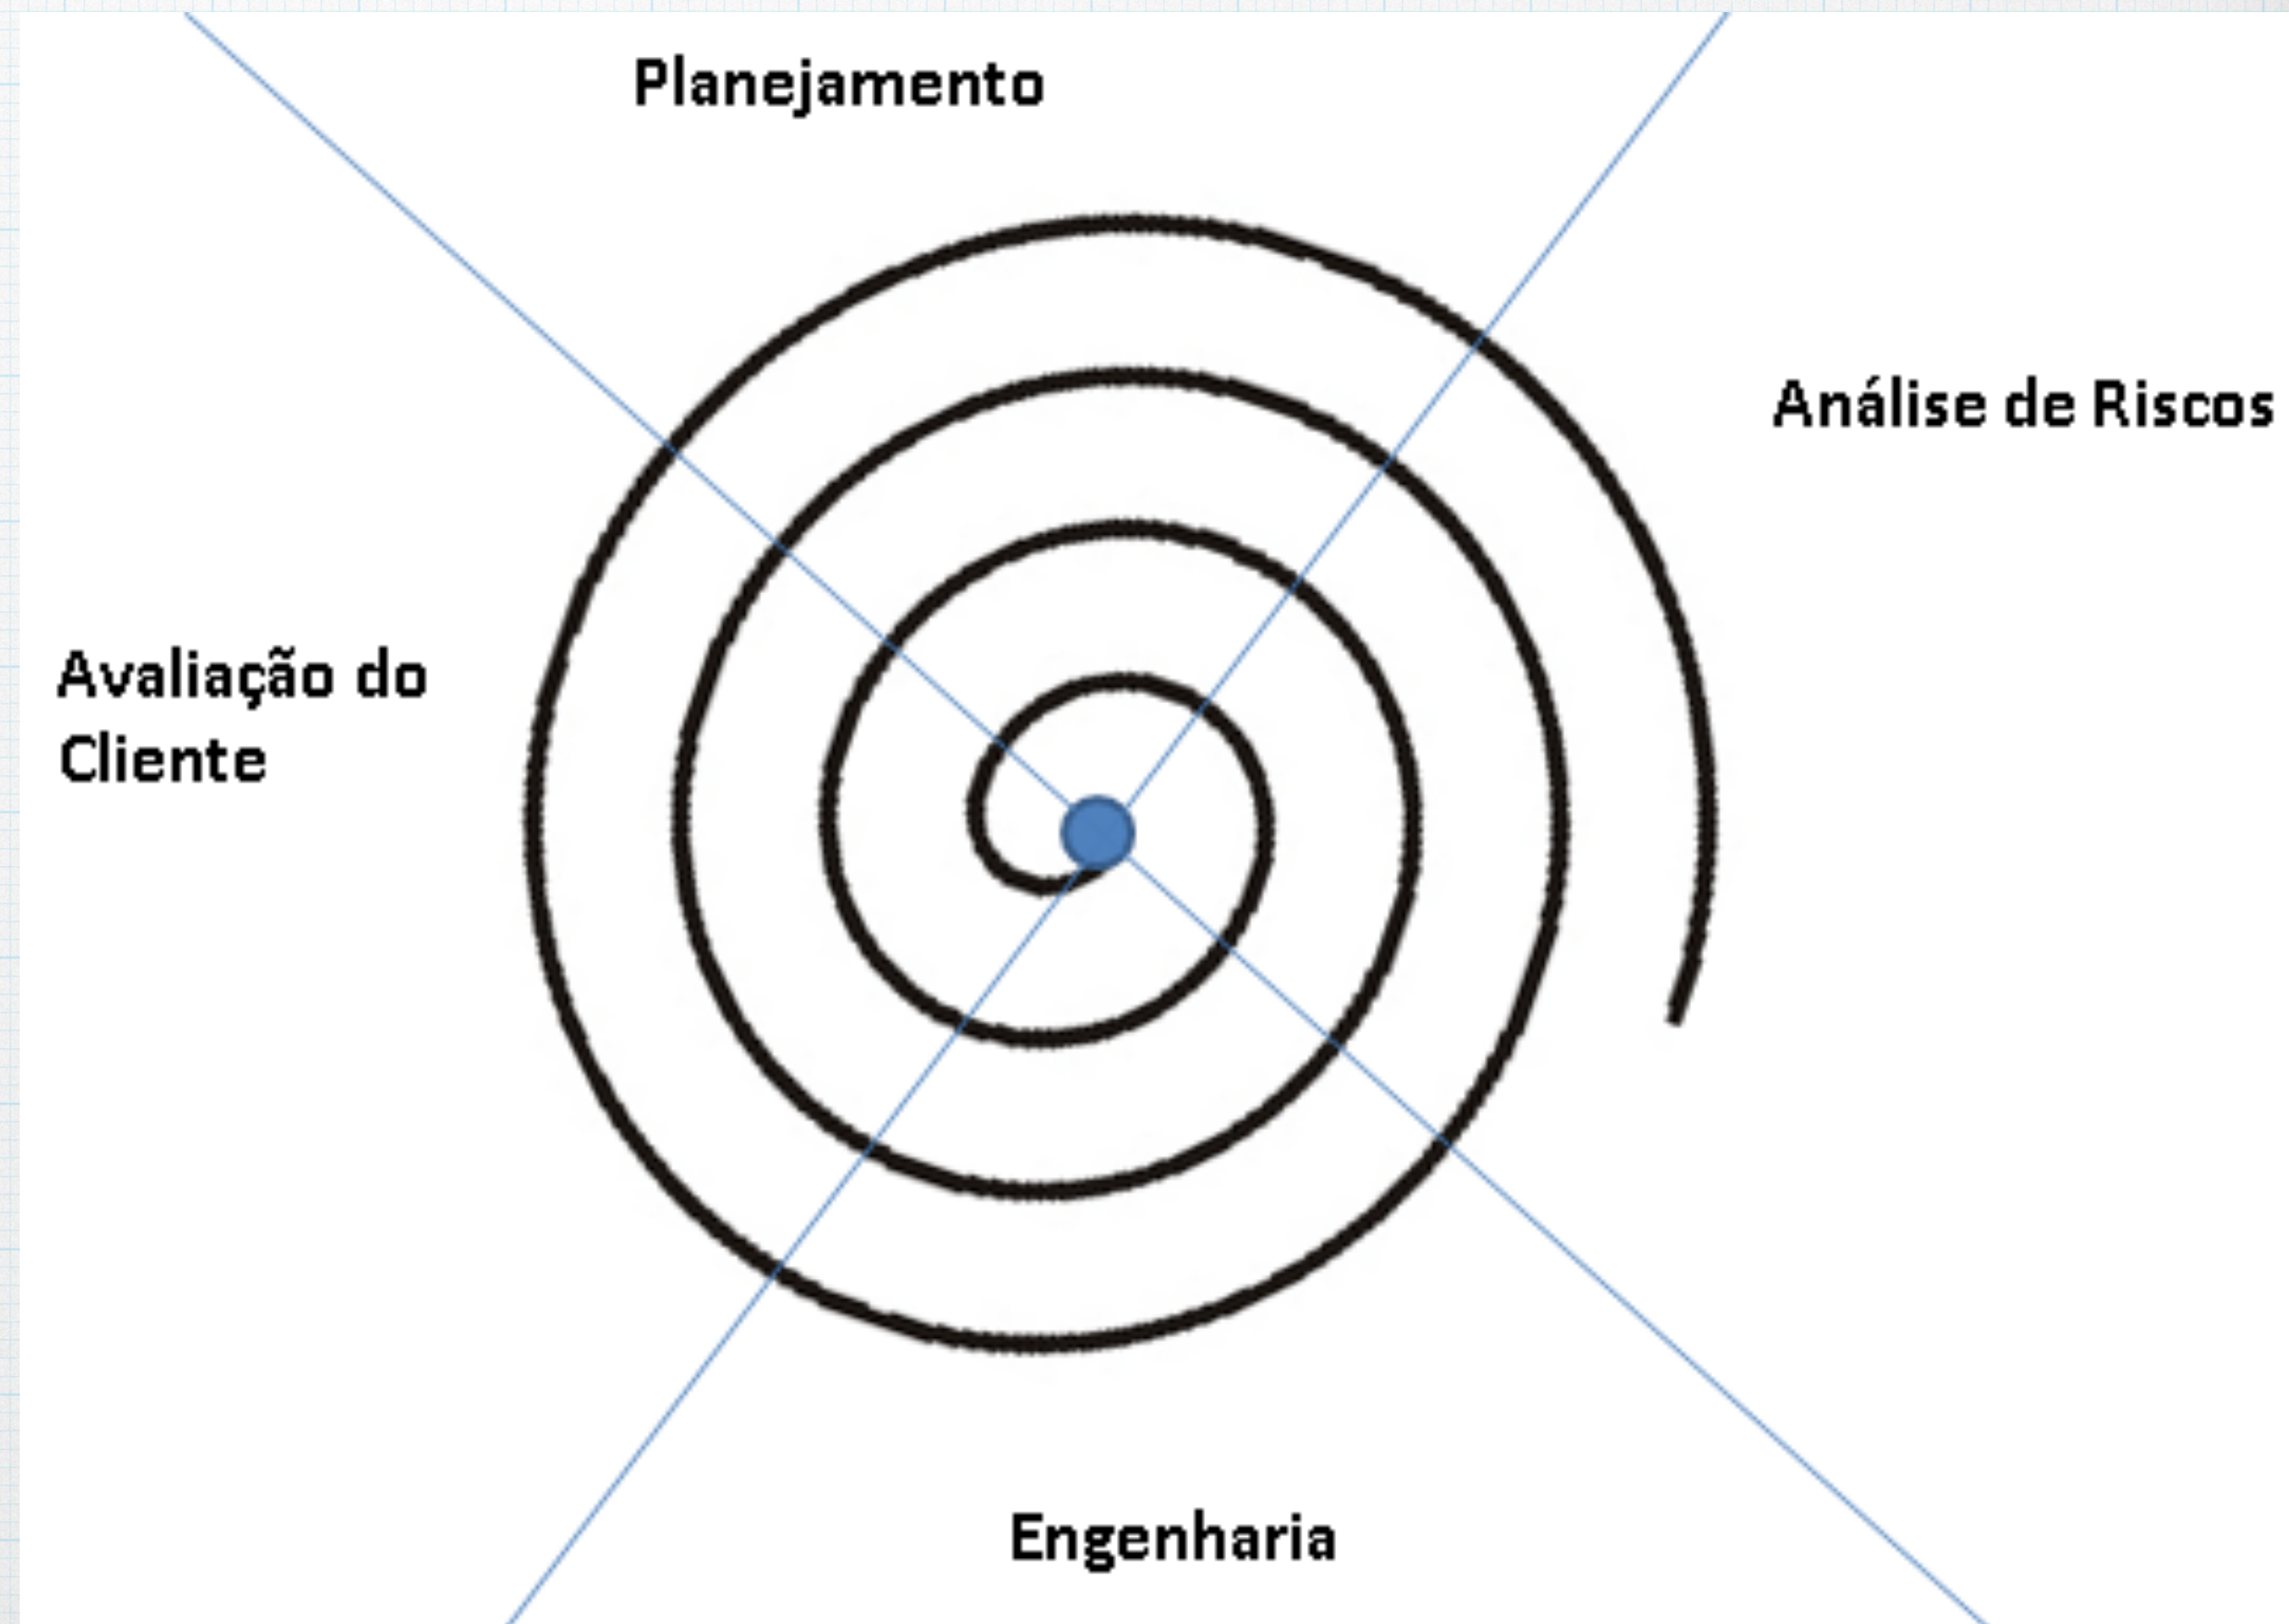 Planejamento
Análise de Riscos
Avaliação do
Cliente
Engenharia